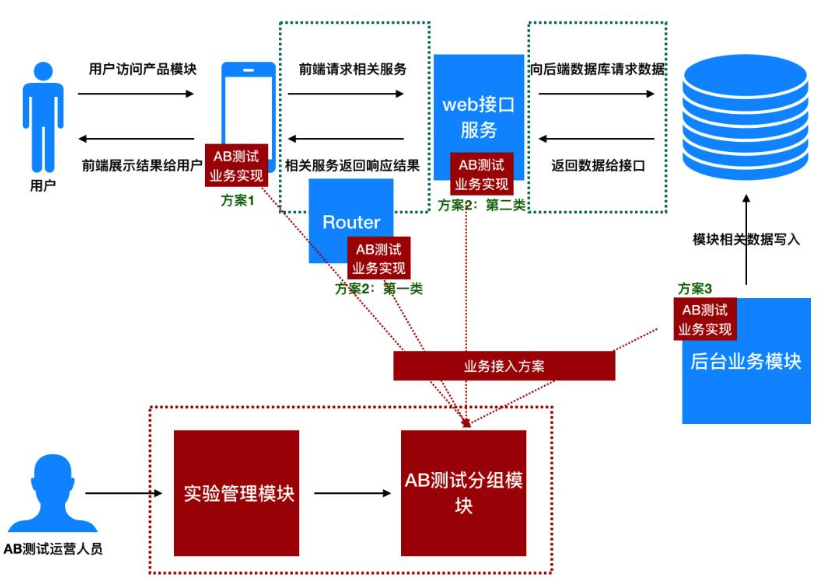 用户访问产品模块
前端请求相关服务
向后端数据库请求数据
web接口
服务
前端展示结果给用户
相关服务返回响应结果
返回数据给接口
用户
AB测试
业务实现
方案1
AB测试
业务实现
方案2：第二类
Router
AB测试
业务实现
方案2：第一类
模块相关数据写入
方案3
AB测试
业务实现
后台业务模块
业务接入方案
实验管理模块
AB测试分组模
块
AB测试运营人员